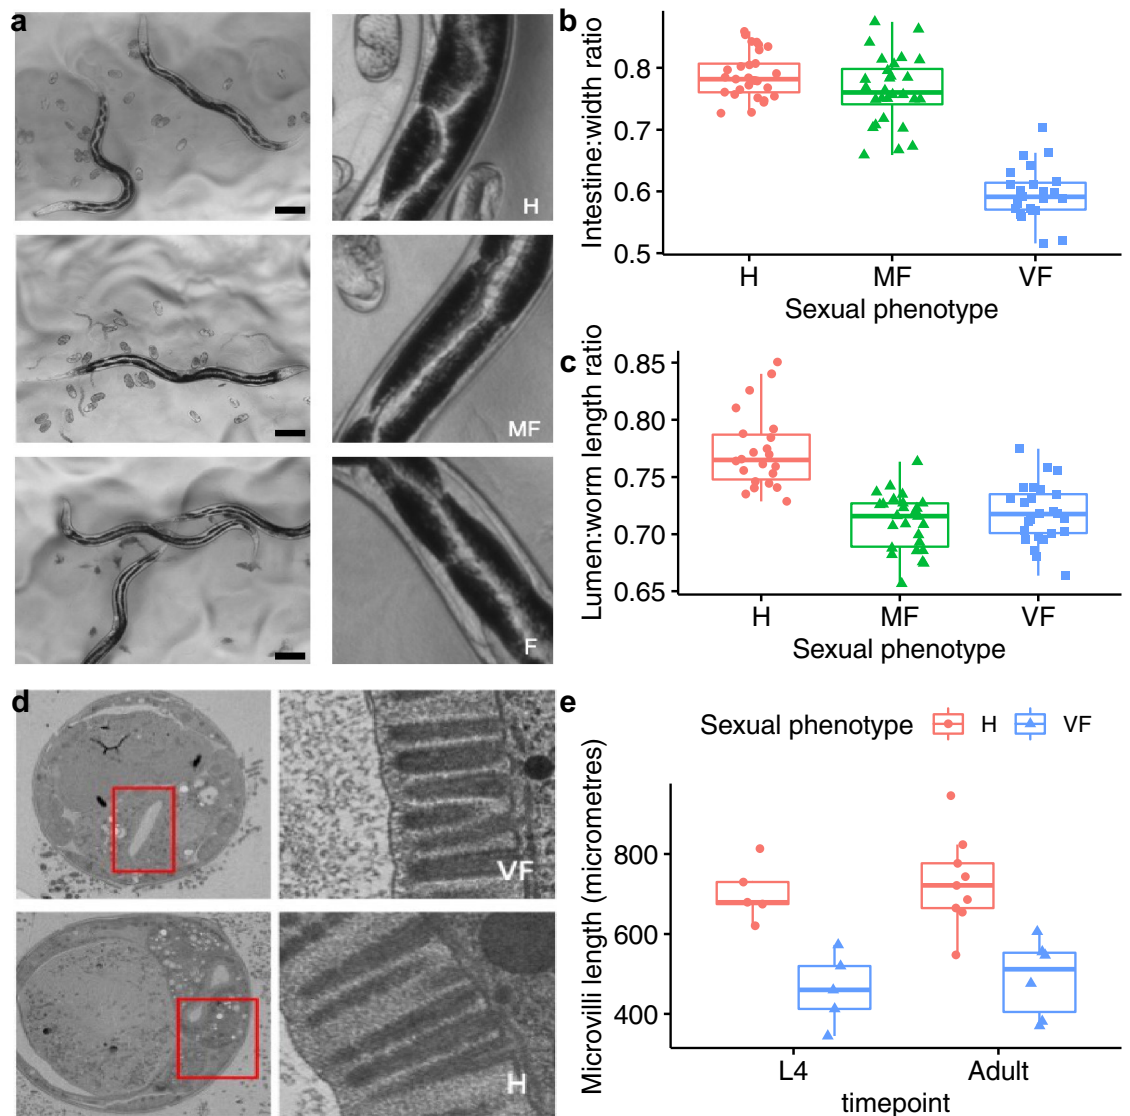 a
H
MF
F
b
Intestine:width ratio
0.8
0.7
0.6
0.5
H MF VF
Sexual phenotype
c
Lumen:worm length ratio
0.85
0.80
0.75
0.70
0.65
H MF VF
Sexual phenotype
d
VF
H
e
Sexual phenotype H VF
Microvilli length (micrometres)
800
600
400
L4 Adult
timepoint